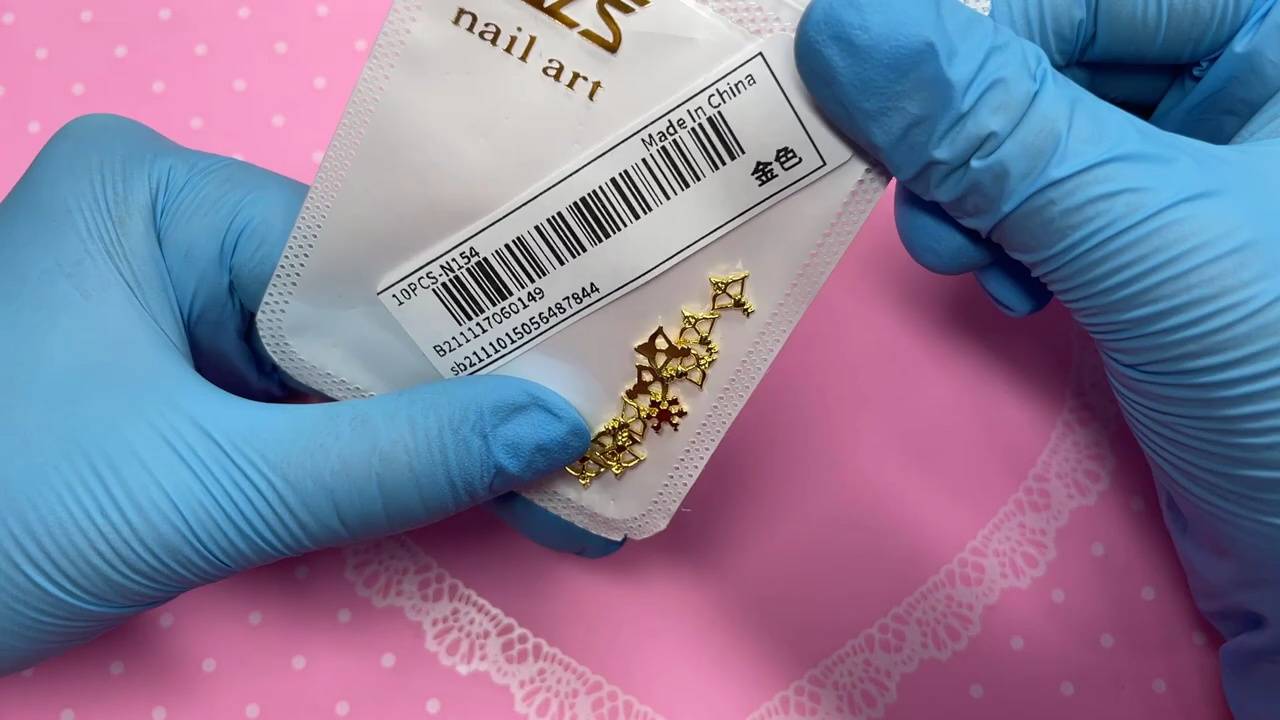 nail art
Made In China
金色
10PCS-N154
B211117060149
sb2111015056487844